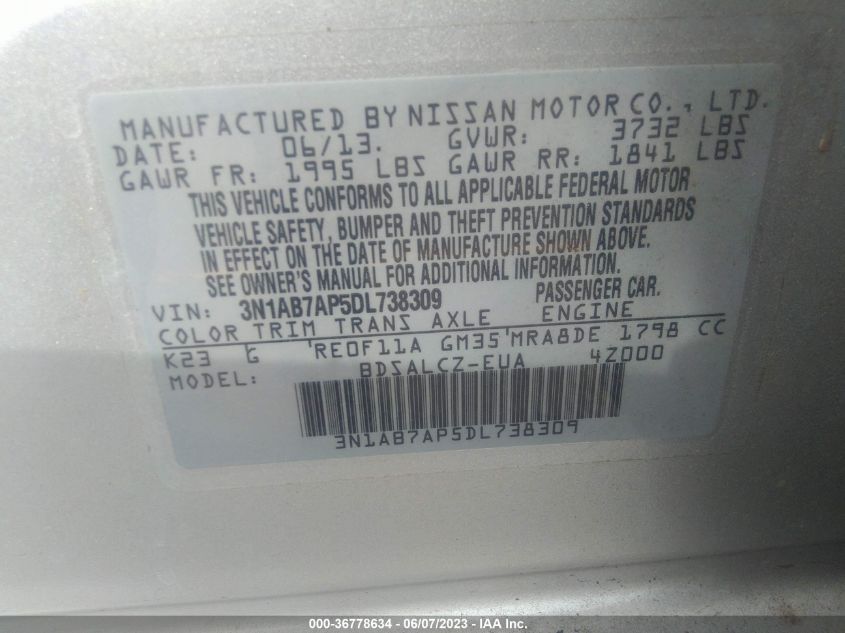 MANUFACTURED BY NISSAN MOTOR CO., LTD.
DATE: 06/13. GVWR: 3732 LBS
GAWR FR: 1995 LBS GAWR RR: 1841 LBS
THIS VEHICLE CONFORMS TO ALL APPLICABLE FEDERAL MOTOR
VEHICLE SAFETY, BUMPER AND THEFT PREVENTION STANDARDS
IN EFFECT ON THE DATE OF MANUFACTURE SHOWN ABOVE.
SEE OWNER'S MANUAL FOR ADDITIONAL INFORMATION.
VIN: 3N1AB7AP5DL738309 PASSENGER CAR.
COLOR TRIM TRANS AXLE ENGINE
K23 G 'RE0F11A GM35'MRA8DE 1798 CC
MODEL: BDSALCZ-EUA 4Z000
3N1AB7AP5DL738309
000-36778634 - 06/07/2023 - IAA Inc.